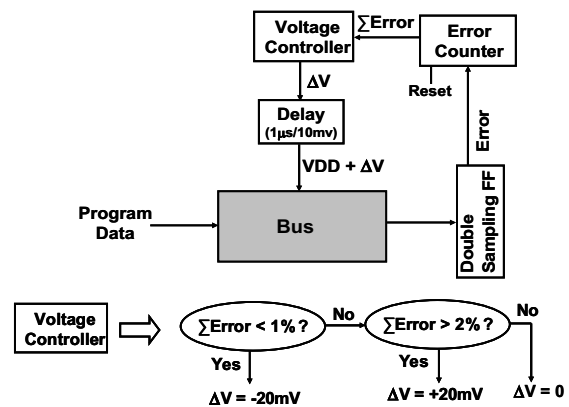 Voltage
Controller
∑Error
Error
Counter
Reset
ΔV
Delay
(1μs/10mv)
Error
VDD + ΔV
Program
Data
Bus
Double
Sampling FF
Voltage
Controller
∑Error < 1% ?
No
∑Error > 2% ?
No
Yes
Yes
ΔV = -20mV
ΔV = +20mV
ΔV = 0